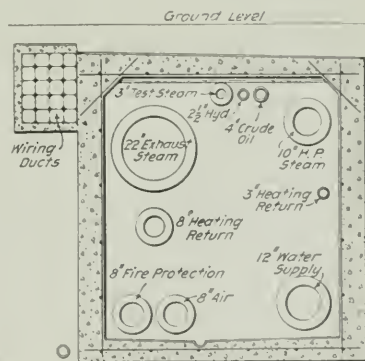 Ground Level
3" Test Steam
2½" Hyd.
4" Crude
Oil
Wiring
Ducts
22" Exhaust
Steam
10" H.P.
Steam
3" Heating
Return
8" Heating
Return
12" Water
Supply
8" Fire Protection
8" Air